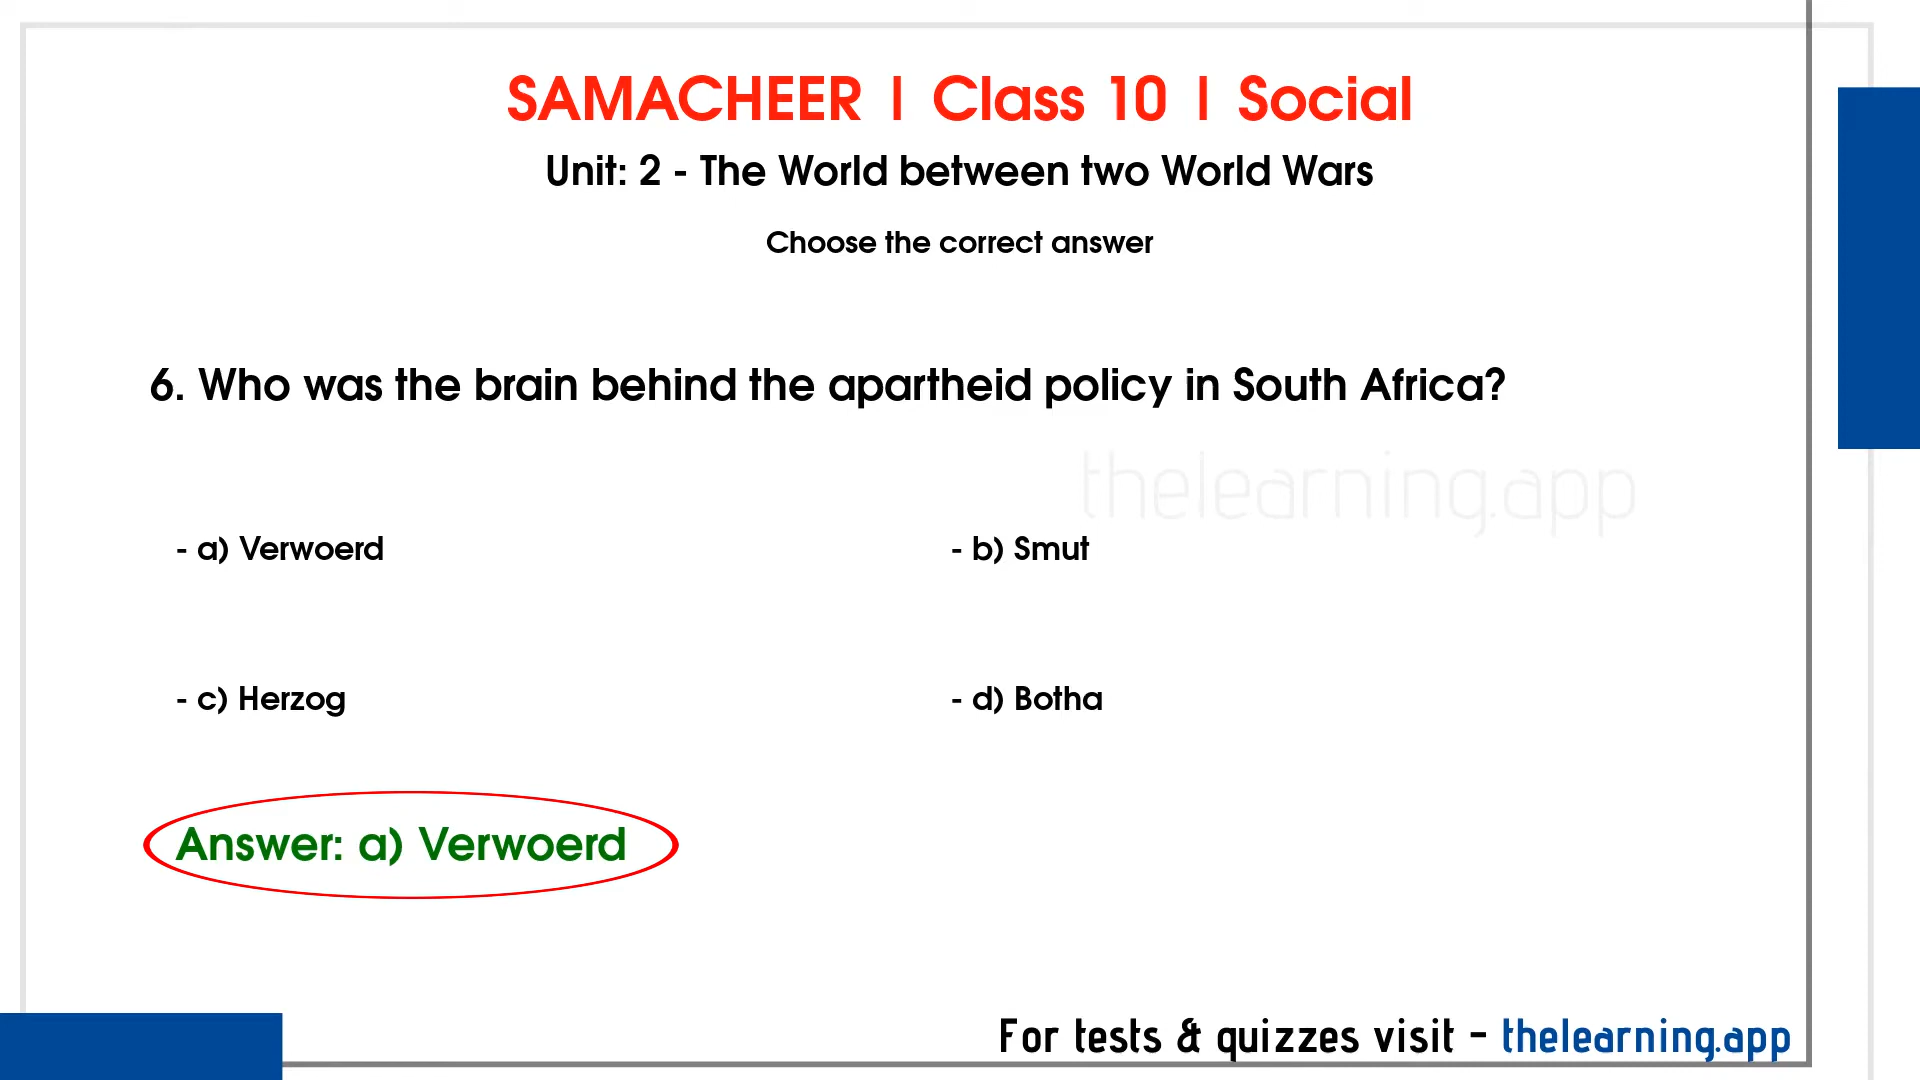 SAMACHEER | Class 10 | Social
Unit: 2 - The World between two World Wars
Choose the correct answer
6. Who was the brain behind the apartheid policy in South Africa?
thelearning.app
- a) Verwoerd
- b) Smut
- c) Herzog
- d) Botha
Answer: a) Verwoerd
For tests & quizzes visit - thelearning.app